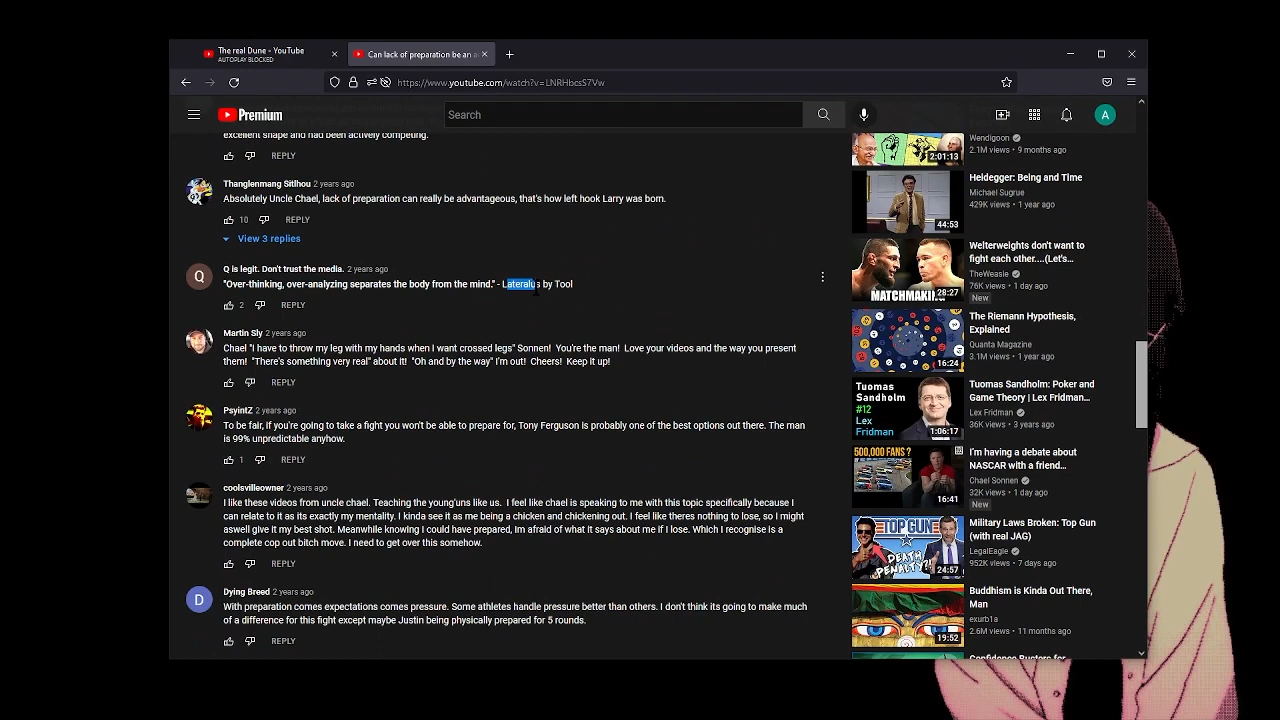 The real Dune - YouTube
AUTOPLAY BLOCKED
Can lack of preparation be an a
https://www.youtube.com/watch?v=LNRHbcsS7Vw
Premium
Search
A
excellent shape and had been actively competing.
REPLY
Thanglenmang Sitlhou 2 years ago
Absolutely Uncle Chael, lack of preparation can really be advantageous, that's how left hook Larry was born.
10 REPLY
View 3 replies
Q
Q is legit. Don't trust the media. 2 years ago
"Over-thinking, over-analyzing separates the body from the mind." - Lateralus by Tool
2 REPLY
Martin Sly 2 years ago
Chael "I have to throw my leg with my hands when I want crossed legs" Sonnen! You're the man! Love your videos and the way you present
them! "There's something very real" about it! "Oh and by the way" I'm out! Cheers! Keep it up!
REPLY
PsyintZ 2 years ago
To be fair, if you're going to take a fight you won't be able to prepare for, Tony Ferguson is probably one of the best options out there. The man
is 99% unpredictable anyhow.
1 REPLY
coolsvilleowner 2 years ago
I like these videos from uncle chael. Teaching the young'uns like us. I feel like chael is speaking to me with this topic specifically because I
can relate to it as its exactly my mentality. I kinda see it as me being a chicken and chickening out. I feel like theres nothing to lose, so I might
aswell give it my best shot. Meanwhile knowing I could have prepared, Im afraid of what it says about me if I lose. Which I recognise is a
complete cop out bitch move. I need to get over this somehow.
REPLY
D
Dying Breed 2 years ago
With preparation comes expectations comes pressure. Some athletes handle pressure better than others. I don't think its going to make much
of a difference for this fight except maybe Justin being physically prepared for 5 rounds.
REPLY
Wendigoon
2.1M views • 9 months ago
2:01:13
Heidegger: Being and Time
Michael Sugrue
429K views • 1 year ago
44:53
Welterweights don't want to
fight each other....(Let's...
TheWeasle
76K views • 1 day ago
New
MATCHMAKING
28:27
The Riemann Hypothesis,
Explained
Quanta Magazine
3.1M views • 1 year ago
16:24
Tuomas Sandholm: Poker and
Game Theory | Lex Fridman...
Lex Fridman
36K views • 3 years ago
Tuomas
Sandholm
#12
Lex
Fridman
1:06:17
I'm having a debate about
NASCAR with a friend...
Chael Sonnen
32K views • 1 day ago
New
500,000 FANS ?
16:41
Military Laws Broken: Top Gun
(with real JAG)
LegalEagle
952K views • 7 days ago
TOP GUN
DEATH
PENALTY?!
24:57
Buddhism is Kinda Out There,
Man
exurb1a
2.6M views • 11 months ago
19:52
Confidence Busters for